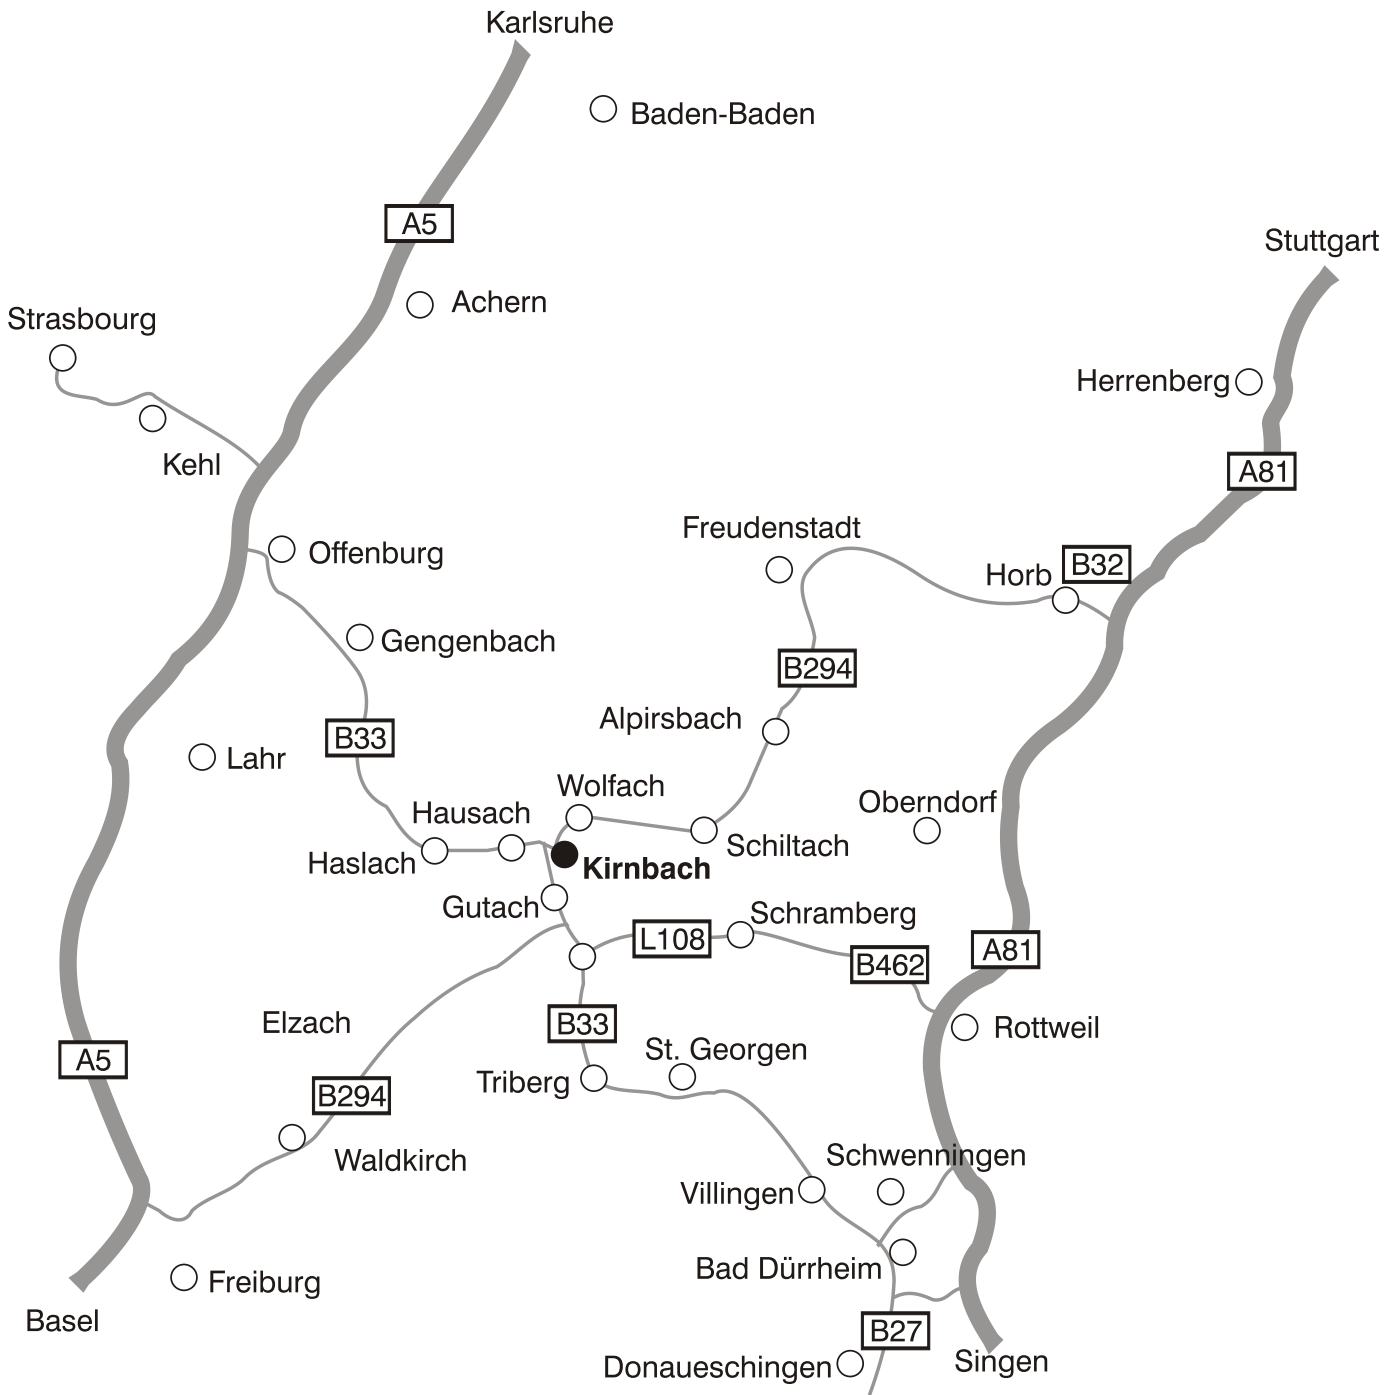 Karlsruhe
Baden-Baden
A5
Stuttgart
Achern
Strasbourg
Herrenberg
Kehl
A81
Freudenstadt
Offenburg
Horb
B32
Gengenbach
B294
Alpirsbach
B33
Lahr
Wolfach
Oberndorf
Hausach
Schiltach
Haslach
Kirnbach
Gutach
Schramberg
L108
A81
B462
Elzach
B33
Rottweil
St. Georgen
A5
Triberg
B294
Schwenningen
Waldkirch
Villingen
Bad Dürrheim
Freiburg
Basel
B27
Singen
Donaueschingen